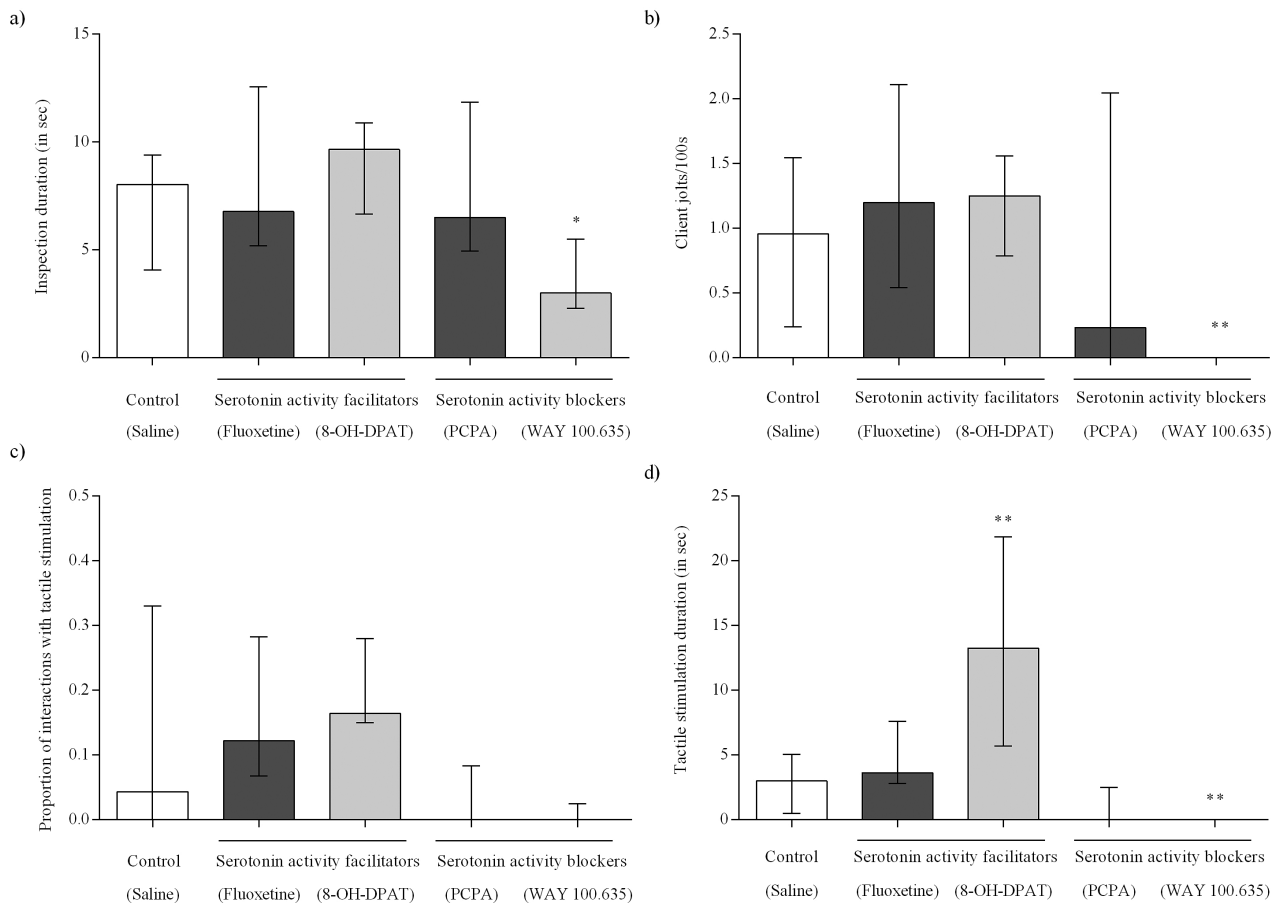 a)
Inspection duration (in sec)
15
10
5
0
*
Control
(Saline)
Serotonin activity facilitators
(Fluoxetine) (8-OH-DPAT)
Serotonin activity blockers
(PCPA) (WAY 100.635)
b)
Client jolts/100s
2.5
2.0
1.5
1.0
0.5
0.0
**
Control
(Saline)
Serotonin activity facilitators
(Fluoxetine) (8-OH-DPAT)
Serotonin activity blockers
(PCPA) (WAY 100.635)
c)
Proportion of interactions with tactile stimulation
0.5
0.4
0.3
0.2
0.1
0.0
Control
(Saline)
Serotonin activity facilitators
(Fluoxetine) (8-OH-DPAT)
Serotonin activity blockers
(PCPA) (WAY 100.635)
d)
Tactile stimulation duration (in sec)
25
20
15
10
5
0
**
**
Control
(Saline)
Serotonin activity facilitators
(Fluoxetine) (8-OH-DPAT)
Serotonin activity blockers
(PCPA) (WAY 100.635)